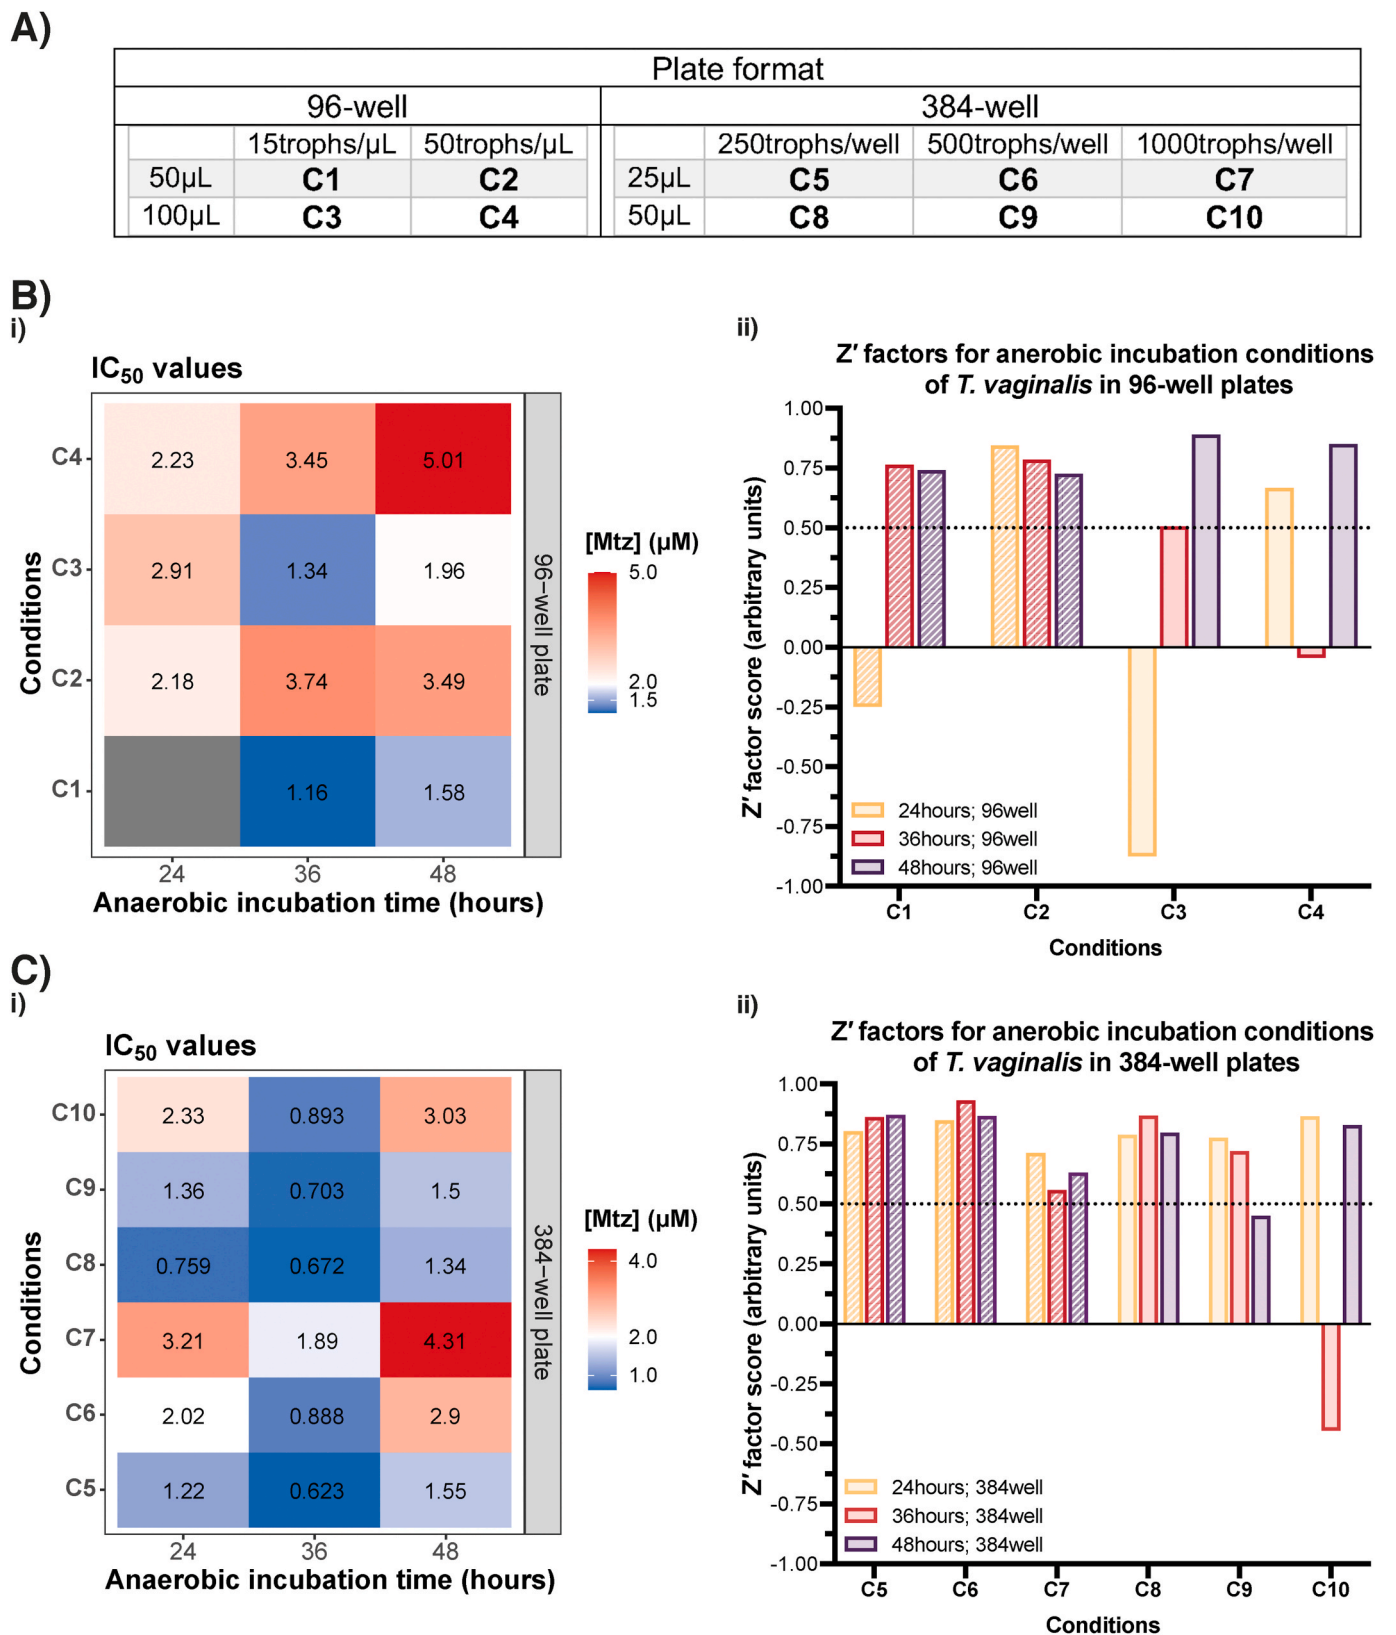 A)
Plate format
96-well 384-well
15trophs/µL 50trophs/µL 250trophs/well 500trophs/well 1000trophs/well
50µL C1 C2 25µL C5 C6 C7
100µL C3 C4 50µL C8 C9 C10
B)
i)
IC50 values
C4 2.23 3.45 5.01
C3 2.91 1.34 1.96
C2 2.18 3.74 3.49
C1 1.16 1.58
24 36 48
Anaerobic incubation time (hours)
Conditions
96-well plate
[Mtz] (µM)
5.0
2.0
1.5
ii)
Z′ factors for anerobic incubation conditions
of T. vaginalis in 96-well plates
Z′ factor score (arbitrary units)
1.00
0.75
0.50
0.25
0.00
-0.25
-0.50
-0.75
-1.00
24hours; 96well
36hours; 96well
48hours; 96well
C1 C2 C3 C4
Conditions
C)
i)
IC50 values
C10 2.33 0.893 3.03
C9 1.36 0.703 1.5
C8 0.759 0.672 1.34
C7 3.21 1.89 4.31
C6 2.02 0.888 2.9
C5 1.22 0.623 1.55
24 36 48
Anaerobic incubation time (hours)
Conditions
384-well plate
[Mtz] (µM)
4.0
2.0
1.0
ii)
Z′ factors for anerobic incubation conditions
of T. vaginalis in 384-well plates
Z′ factor score (arbitrary units)
1.00
0.75
0.50
0.25
0.00
-0.25
-0.50
-0.75
-1.00
24hours; 384well
36hours; 384well
48hours; 384well
C5 C6 C7 C8 C9 C10
Conditions